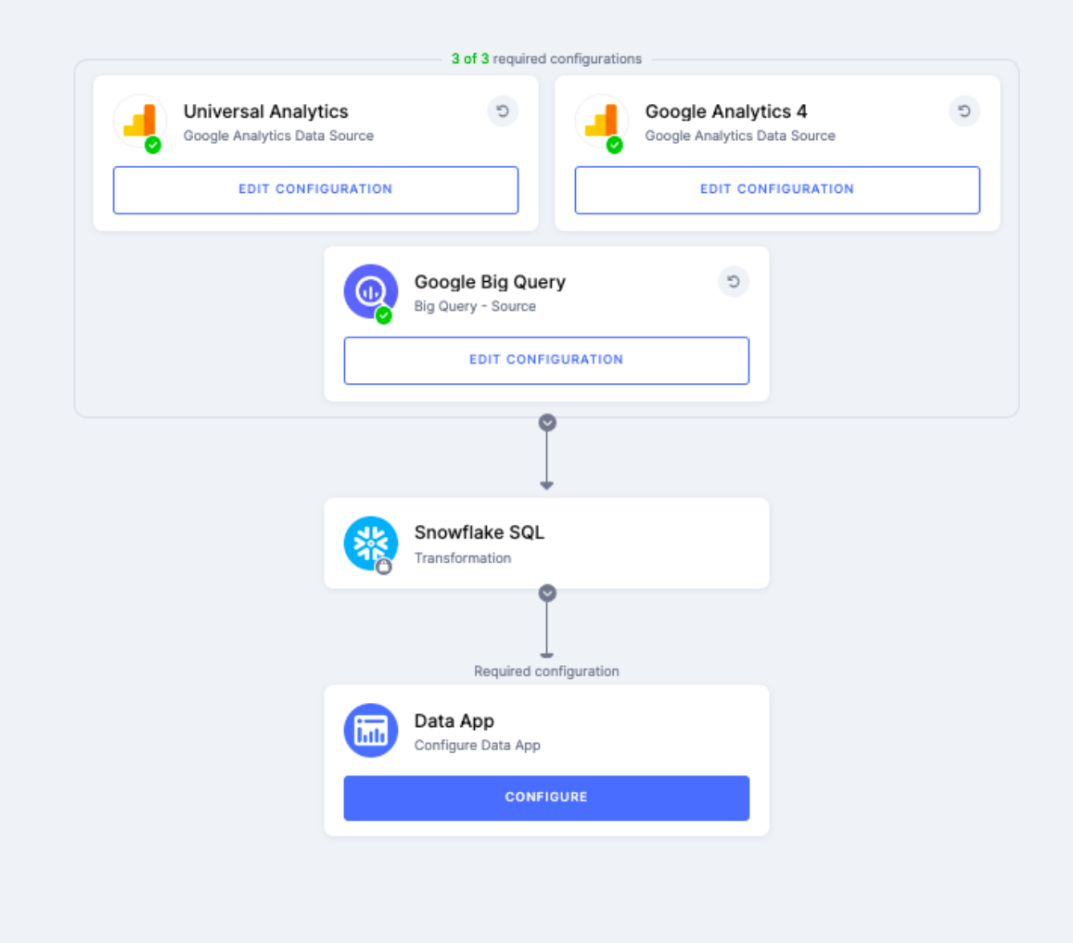 3 of 3 required configurations
Universal Analytics
Google Analytics Data Source
EDIT CONFIGURATION
Google Analytics 4
Google Analytics Data Source
EDIT CONFIGURATION
Google Big Query
Big Query - Source
EDIT CONFIGURATION
Snowflake SQL
Transformation
Required configuration
Data App
Configure Data App
CONFIGURE